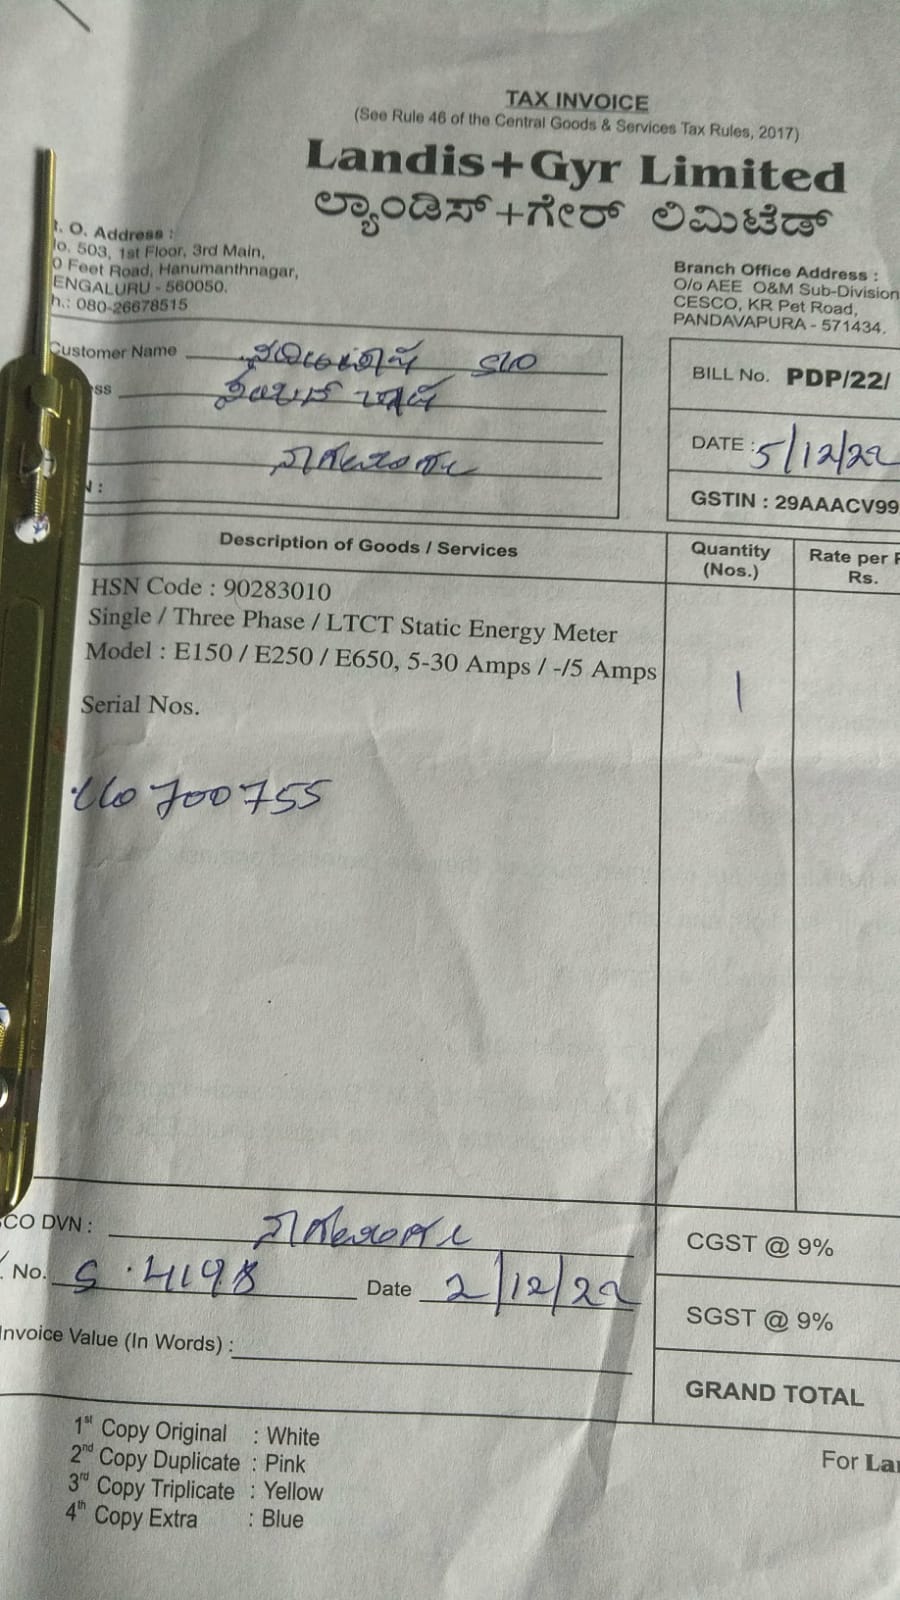 TAX INVOICE
(See Rule 46 of the Central Goods & Services Tax Rules, 2017)
Landis+Gyr Limited
ಲ್ಯಾಂಡಿಸ್+ಗೇರ್ ಲಿಮಿಟೆಡ್
. O. Address :
o. 503, 1st Floor, 3rd Main,
0 Feet Road, Hanumanthnagar,
ENGALURU - 560050.
h.: 080-26678515
Branch Office Address :
O/o AEE O&M Sub-Division
CESCO, KR Pet Road,
PANDAVAPURA - 571434.
Customer Name S/O
ess
N :
BILL No. PDP/22/
DATE : 5/12/22
GSTIN : 29AAACV99
Description of Goods / Services
Quantity
(Nos.)
Rate per
Rs.
HSN Code : 90283010
Single / Three Phase / LTCT Static Energy Meter
Model : E150 / E250 / E650, 5-30 Amps / -/5 Amps
1
Serial Nos.
700755
CO DVN :
No. Date 2/12/22
Invoice Value (In Words) :
CGST @ 9%
SGST @ 9%
GRAND TOTAL
1st Copy Original : White
2nd Copy Duplicate : Pink
3rd Copy Triplicate : Yellow
4th Copy Extra : Blue
For